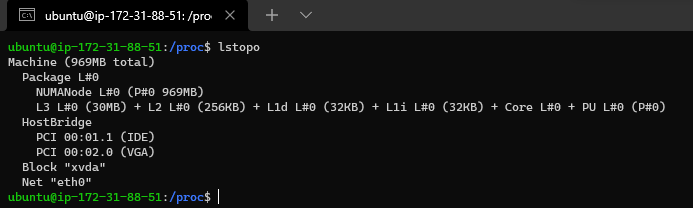 ubuntu@ip-172-31-88-51: /proc
ubuntu@ip-172-31-88-51:/proc$ lstopo
Machine (969MB total)
  Package L#0
    NUMANode L#0 (P#0 969MB)
    L3 L#0 (30MB) + L2 L#0 (256KB) + L1d L#0 (32KB) + L1i L#0 (32KB) + Core L#0 + PU L#0 (P#0)
  HostBridge
    PCI 00:01.1 (IDE)
    PCI 00:02.0 (VGA)
  Block "xvda"
  Net "eth0"
ubuntu@ip-172-31-88-51:/proc$